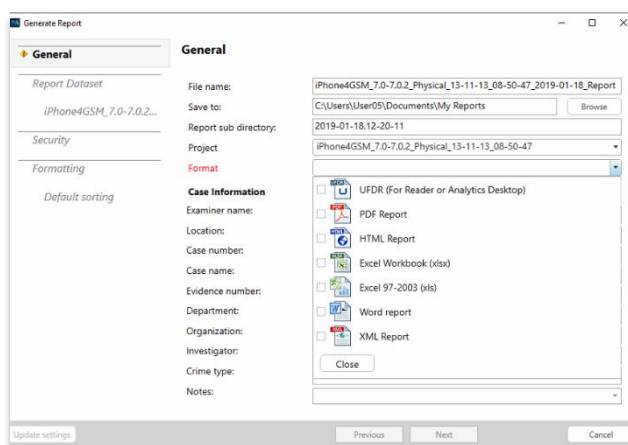 Generate Report
General
Report Dataset
iPhone4GSM_7.0-7.0.2...
Security
Formatting
Default sorting
General
File name: iPhone4GSM_7.0-7.0.2_Physical_13-11-13_08-50-47_2019-01-18_Report
Save to: C:\Users\User05\Documents\My Reports Browse
Report sub directory: 2019-01-18.12-20-11
Project iPhone4GSM_7.0-7.0.2_Physical_13-11-13_08-50-47
Format
Case Information
Examiner name:
Location:
Case number:
Case name:
Evidence number:
Department:
Organization:
Investigator:
Crime type:
Notes:
UFDR (For Reader or Analytics Desktop)
PDF Report
HTML Report
Excel Workbook (xlsx)
Excel 97-2003 (xls)
Word report
XML Report
Close
Update settings Previous Next Cancel